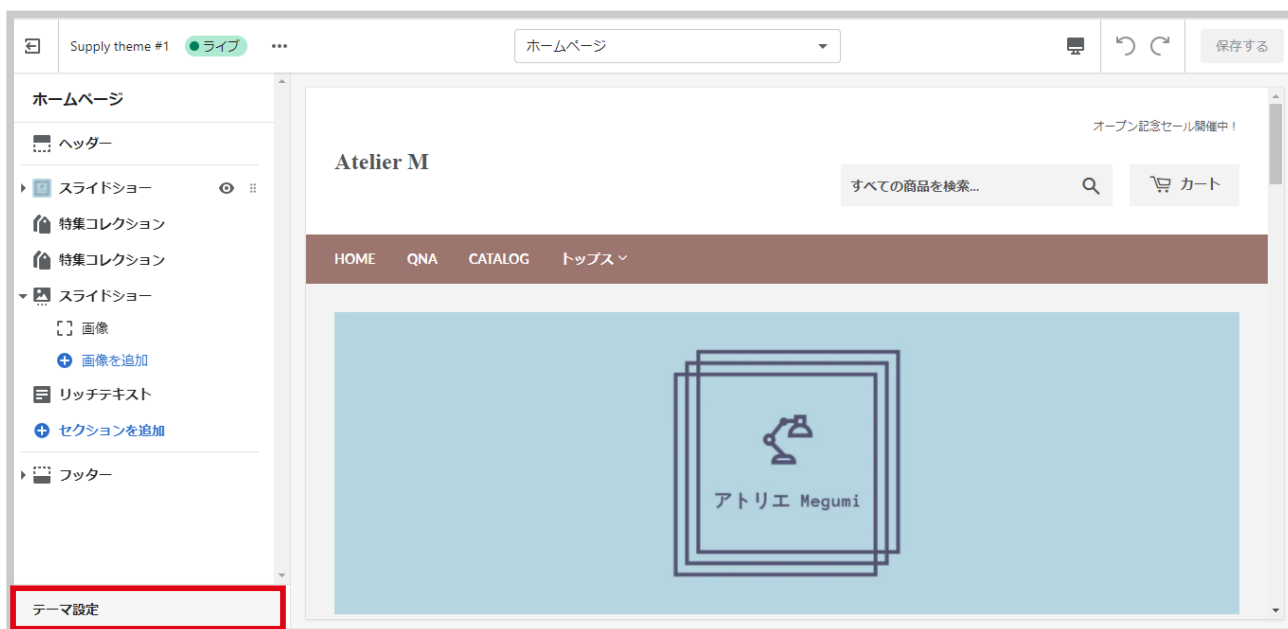 Supply theme #1 ライブ ホームページ 保存する
ホームページ
ヘッダー
スライドショー
特集コレクション
特集コレクション
スライドショー
画像
画像を追加
リッチテキスト
セクションを追加
フッター
テーマ設定
オープン記念セール開催中！
Atelier M
すべての商品を検索... カート
HOME QNA CATALOG トップス
アトリエ Megumi